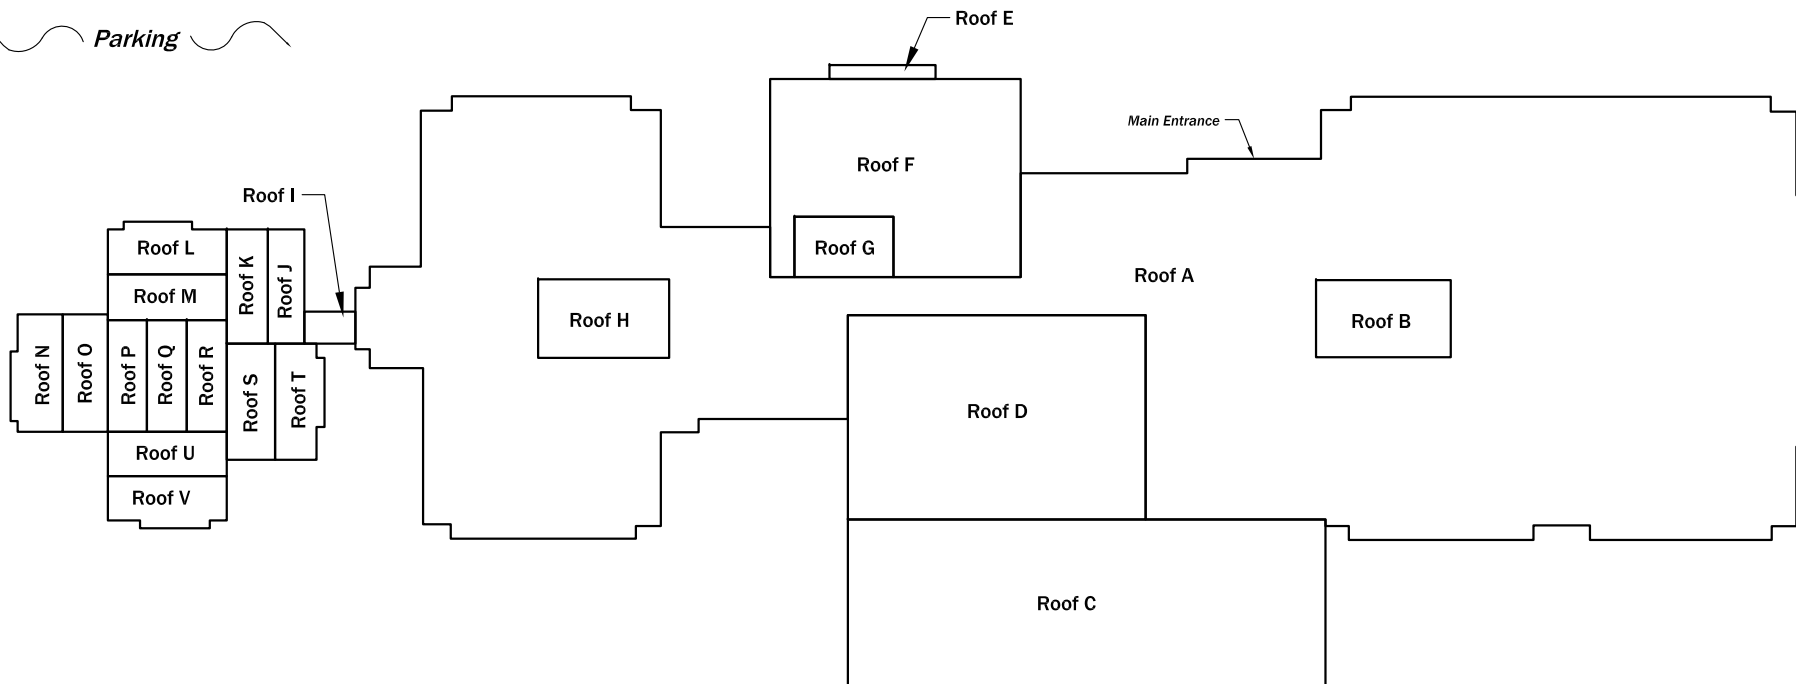 Roof E
Parking
Main Entrance
Roof F
Roof I
Roof L
Roof G
Roof K
Roof J
Roof A
Roof M
Roof H
Roof B
Roof N
Roof O
Roof P
Roof Q
Roof R
Roof S
Roof T
Roof D
Roof U
Roof V
Roof C